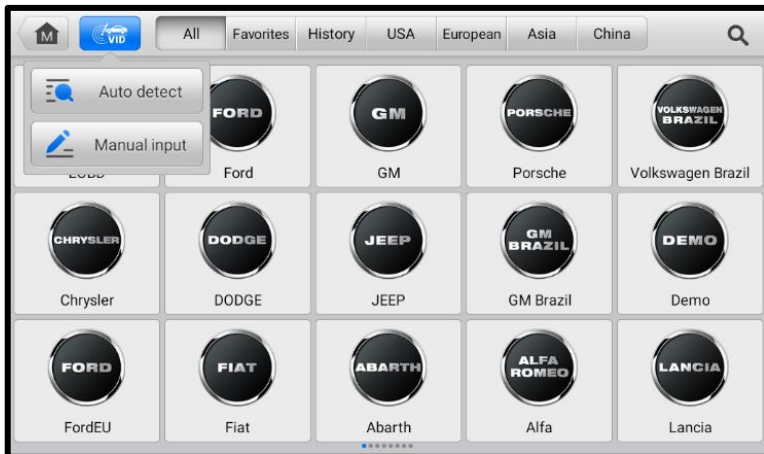 M
VID
All
Favorites
History
USA
European
Asia
China
Auto detect
Manual input
FORD
GM
PORSCHE
VOLKSWAGEN
BRAZIL
Ford
GM
Porsche
Volkswagen Brazil
CHRYSLER
DODGE
JEEP
GM
BRAZIL
DEMO
Chrysler
DODGE
JEEP
GM Brazil
Demo
FORD
FIAT
ABARTH
ALFA
ROMEO
LANCIA
FordEU
Fiat
Abarth
Alfa
Lancia